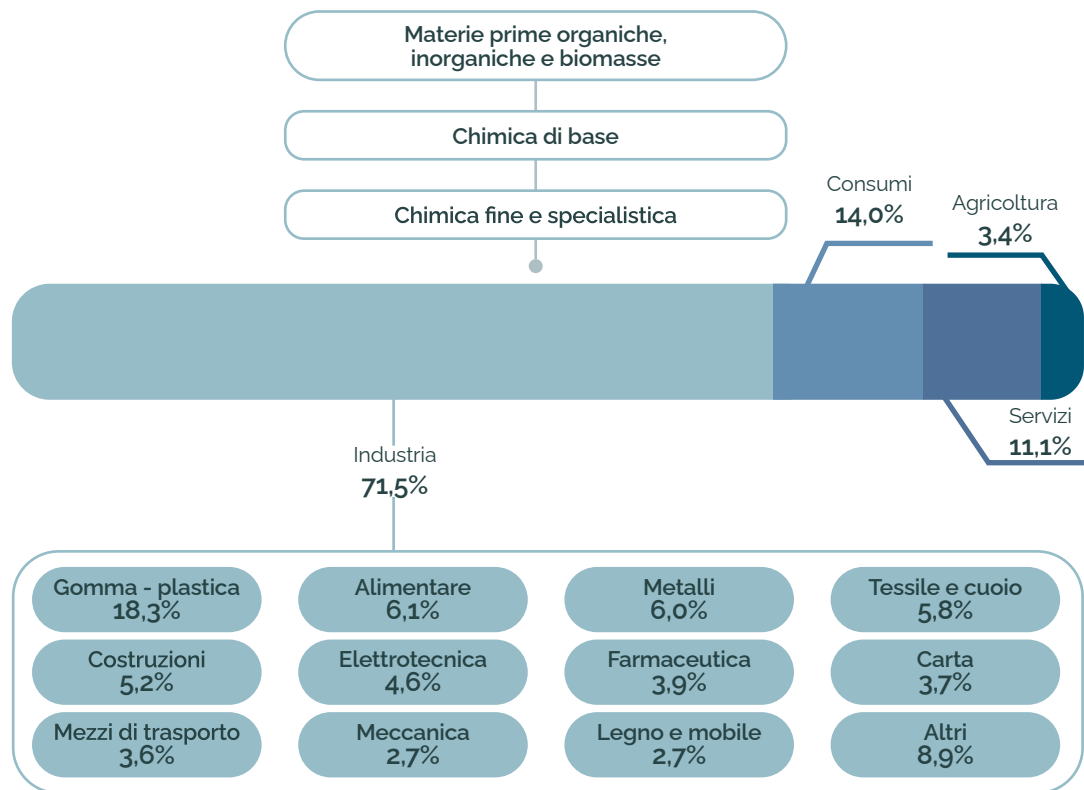 Materie prime organiche,
inorganiche e biomasse
Chimica di base
Chimica fine e specialistica
Consumi
14,0%
Agricoltura
3,4%
Servizi
11,1%
Industria
71,5%
Gomma - plastica
18,3%
Alimentare
6,1%
Metalli
6,0%
Tessile e cuoio
5,8%
Costruzioni
5,2%
Elettrotecnica
4,6%
Farmaceutica
3,9%
Carta
3,7%
Mezzi di trasporto
3,6%
Meccanica
2,7%
Legno e mobile
2,7%
Altri
8,9%